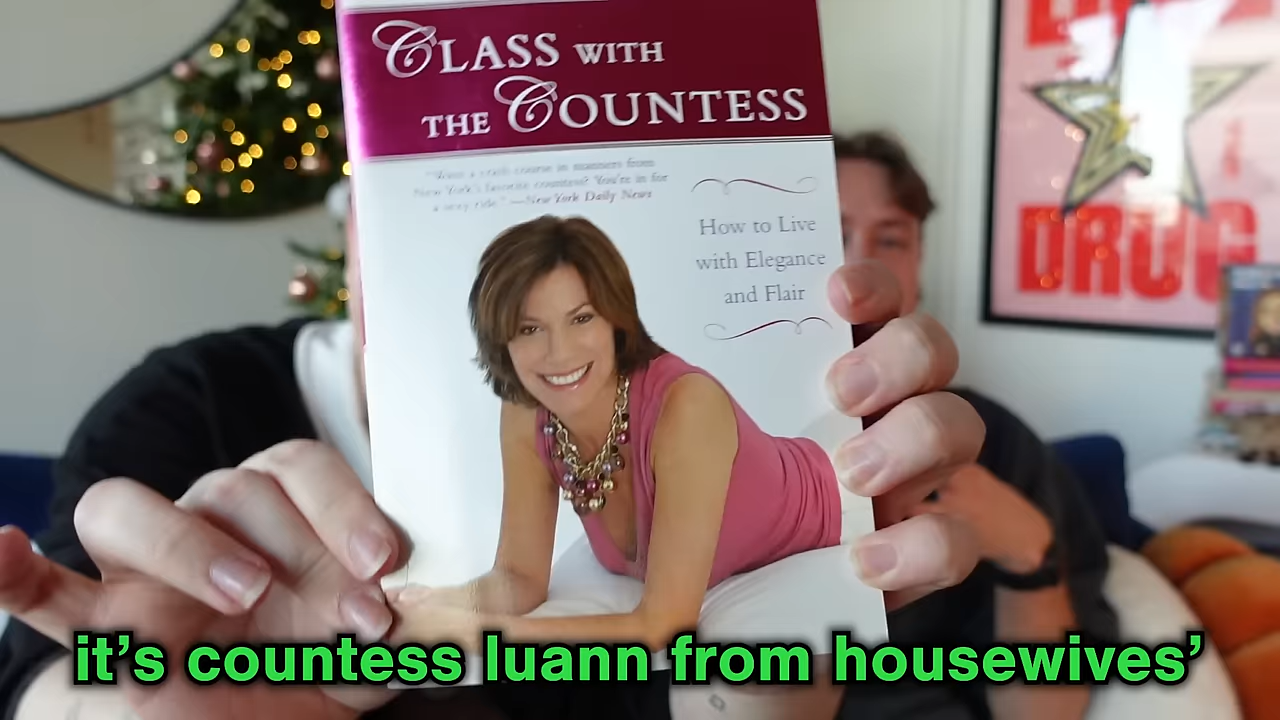 CLASS WITH
THE COUNTESS
"Want a crash course in manners from
New York's favorite countess? You're in for
a sexy ride." —New York Daily News
How to Live
with Elegance
and Flair
DRUG
it's countess luann from housewives'